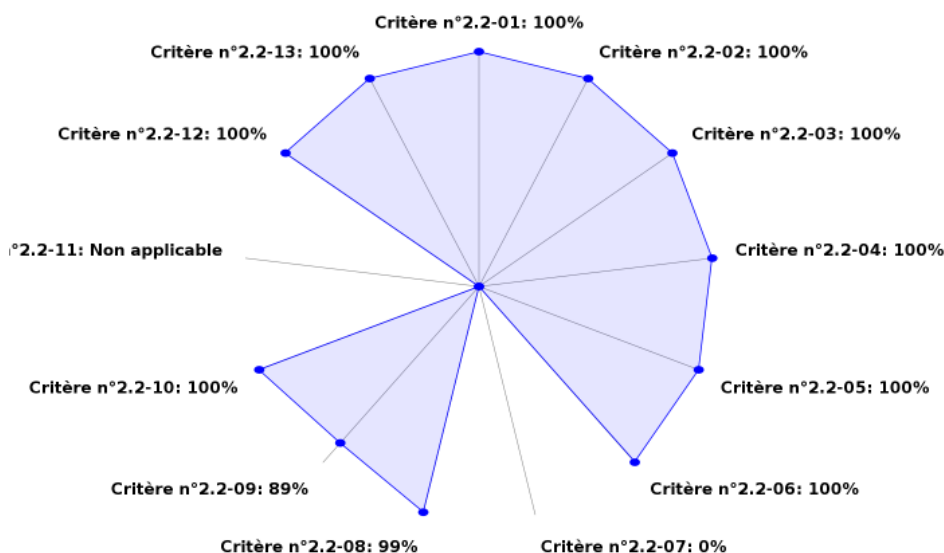 Critère n°2.2-01: 100%
Critère n°2.2-02: 100%
Critère n°2.2-03: 100%
Critère n°2.2-04: 100%
Critère n°2.2-05: 100%
Critère n°2.2-06: 100%
Critère n°2.2-07: 0%
Critère n°2.2-08: 99%
Critère n°2.2-09: 89%
Critère n°2.2-10: 100%
n°2.2-11: Non applicable
Critère n°2.2-12: 100%
Critère n°2.2-13: 100%